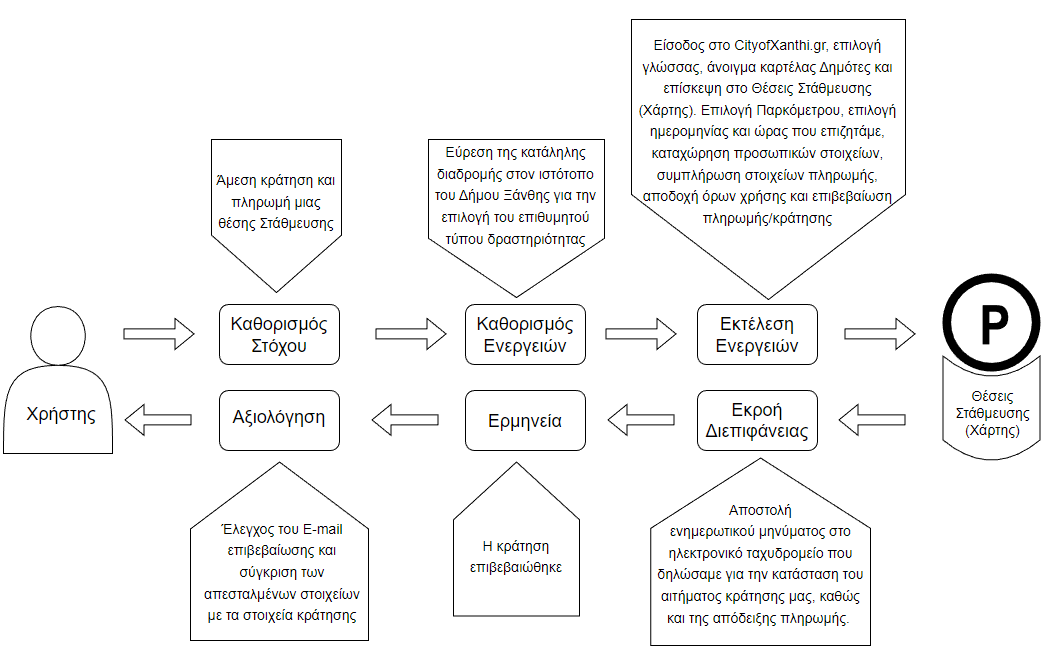 Είσοδος στο CityofXanthi.gr, επιλογή
γλώσσας, άνοιγμα καρτέλας Δημότες και
επίσκεψη στο Θέσεις Στάθμευσης
(Χάρτης). Επιλογή Παρκόμετρου, επιλογή
ημερομηνίας και ώρας που επιζητάμε,
καταχώρηση προσωπικών στοιχείων,
συμπλήρωση στοιχείων πληρωμής,
αποδοχή όρων χρήσης και επιβεβαίωση
πληρωμής/κράτησης
Άμεση κράτηση και
πληρωμή μιας
θέσης Στάθμευσης
Εύρεση της κατάληλης
διαδρομής στον ιστότοπο
του Δήμου Ξάνθης για την
επιλογή του επιθυμητού
τύπου δραστηριότητας
Χρήστης
Καθορισμός
Στόχου
Καθορισμός
Ενεργειών
Εκτέλεση
Ενεργειών
P
Θέσεις
Στάθμευσης
(Χάρτης)
Αξιολόγηση
Ερμηνεία
Εκροή
Διεπιφάνειας
Έλεγχος του E-mail
επιβεβαίωσης και
σύγκριση των
απεσταλμένων στοιχείων
με τα στοιχεία κράτησης
Η κράτηση
επιβεβαιώθηκε
Αποστολή
ενημερωτικού μηνύματος στο
ηλεκτρονικό ταχυδρομείο που
δηλώσαμε για την κατάσταση του
αιτήματος κράτησης μας, καθώς
και της απόδειξης πληρωμής.